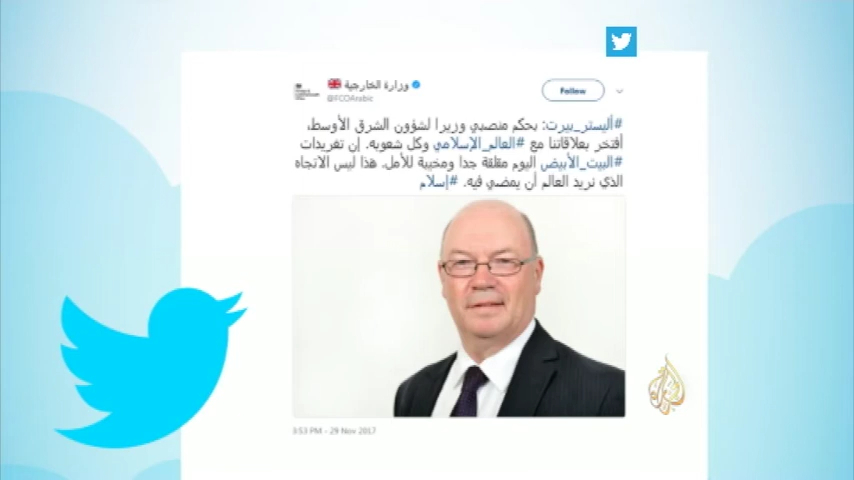 وزارة الخارجية
@FCOArabic
Follow
#أليستر_بيرت: بحكم منصبي وزيرا لشؤون الشرق الأوسط،
أفتخر بعلاقاتنا مع #العالم_الإسلامي وكل شعوبه. إن تغريدات
#البيت_الأبيض اليوم مقلقة جدا ومخيبة للأمل. هذا ليس الاتجاه
الذي نريد العالم أن يمضي فيه. #إسلام
3:53 PM - 29 Nov 2017